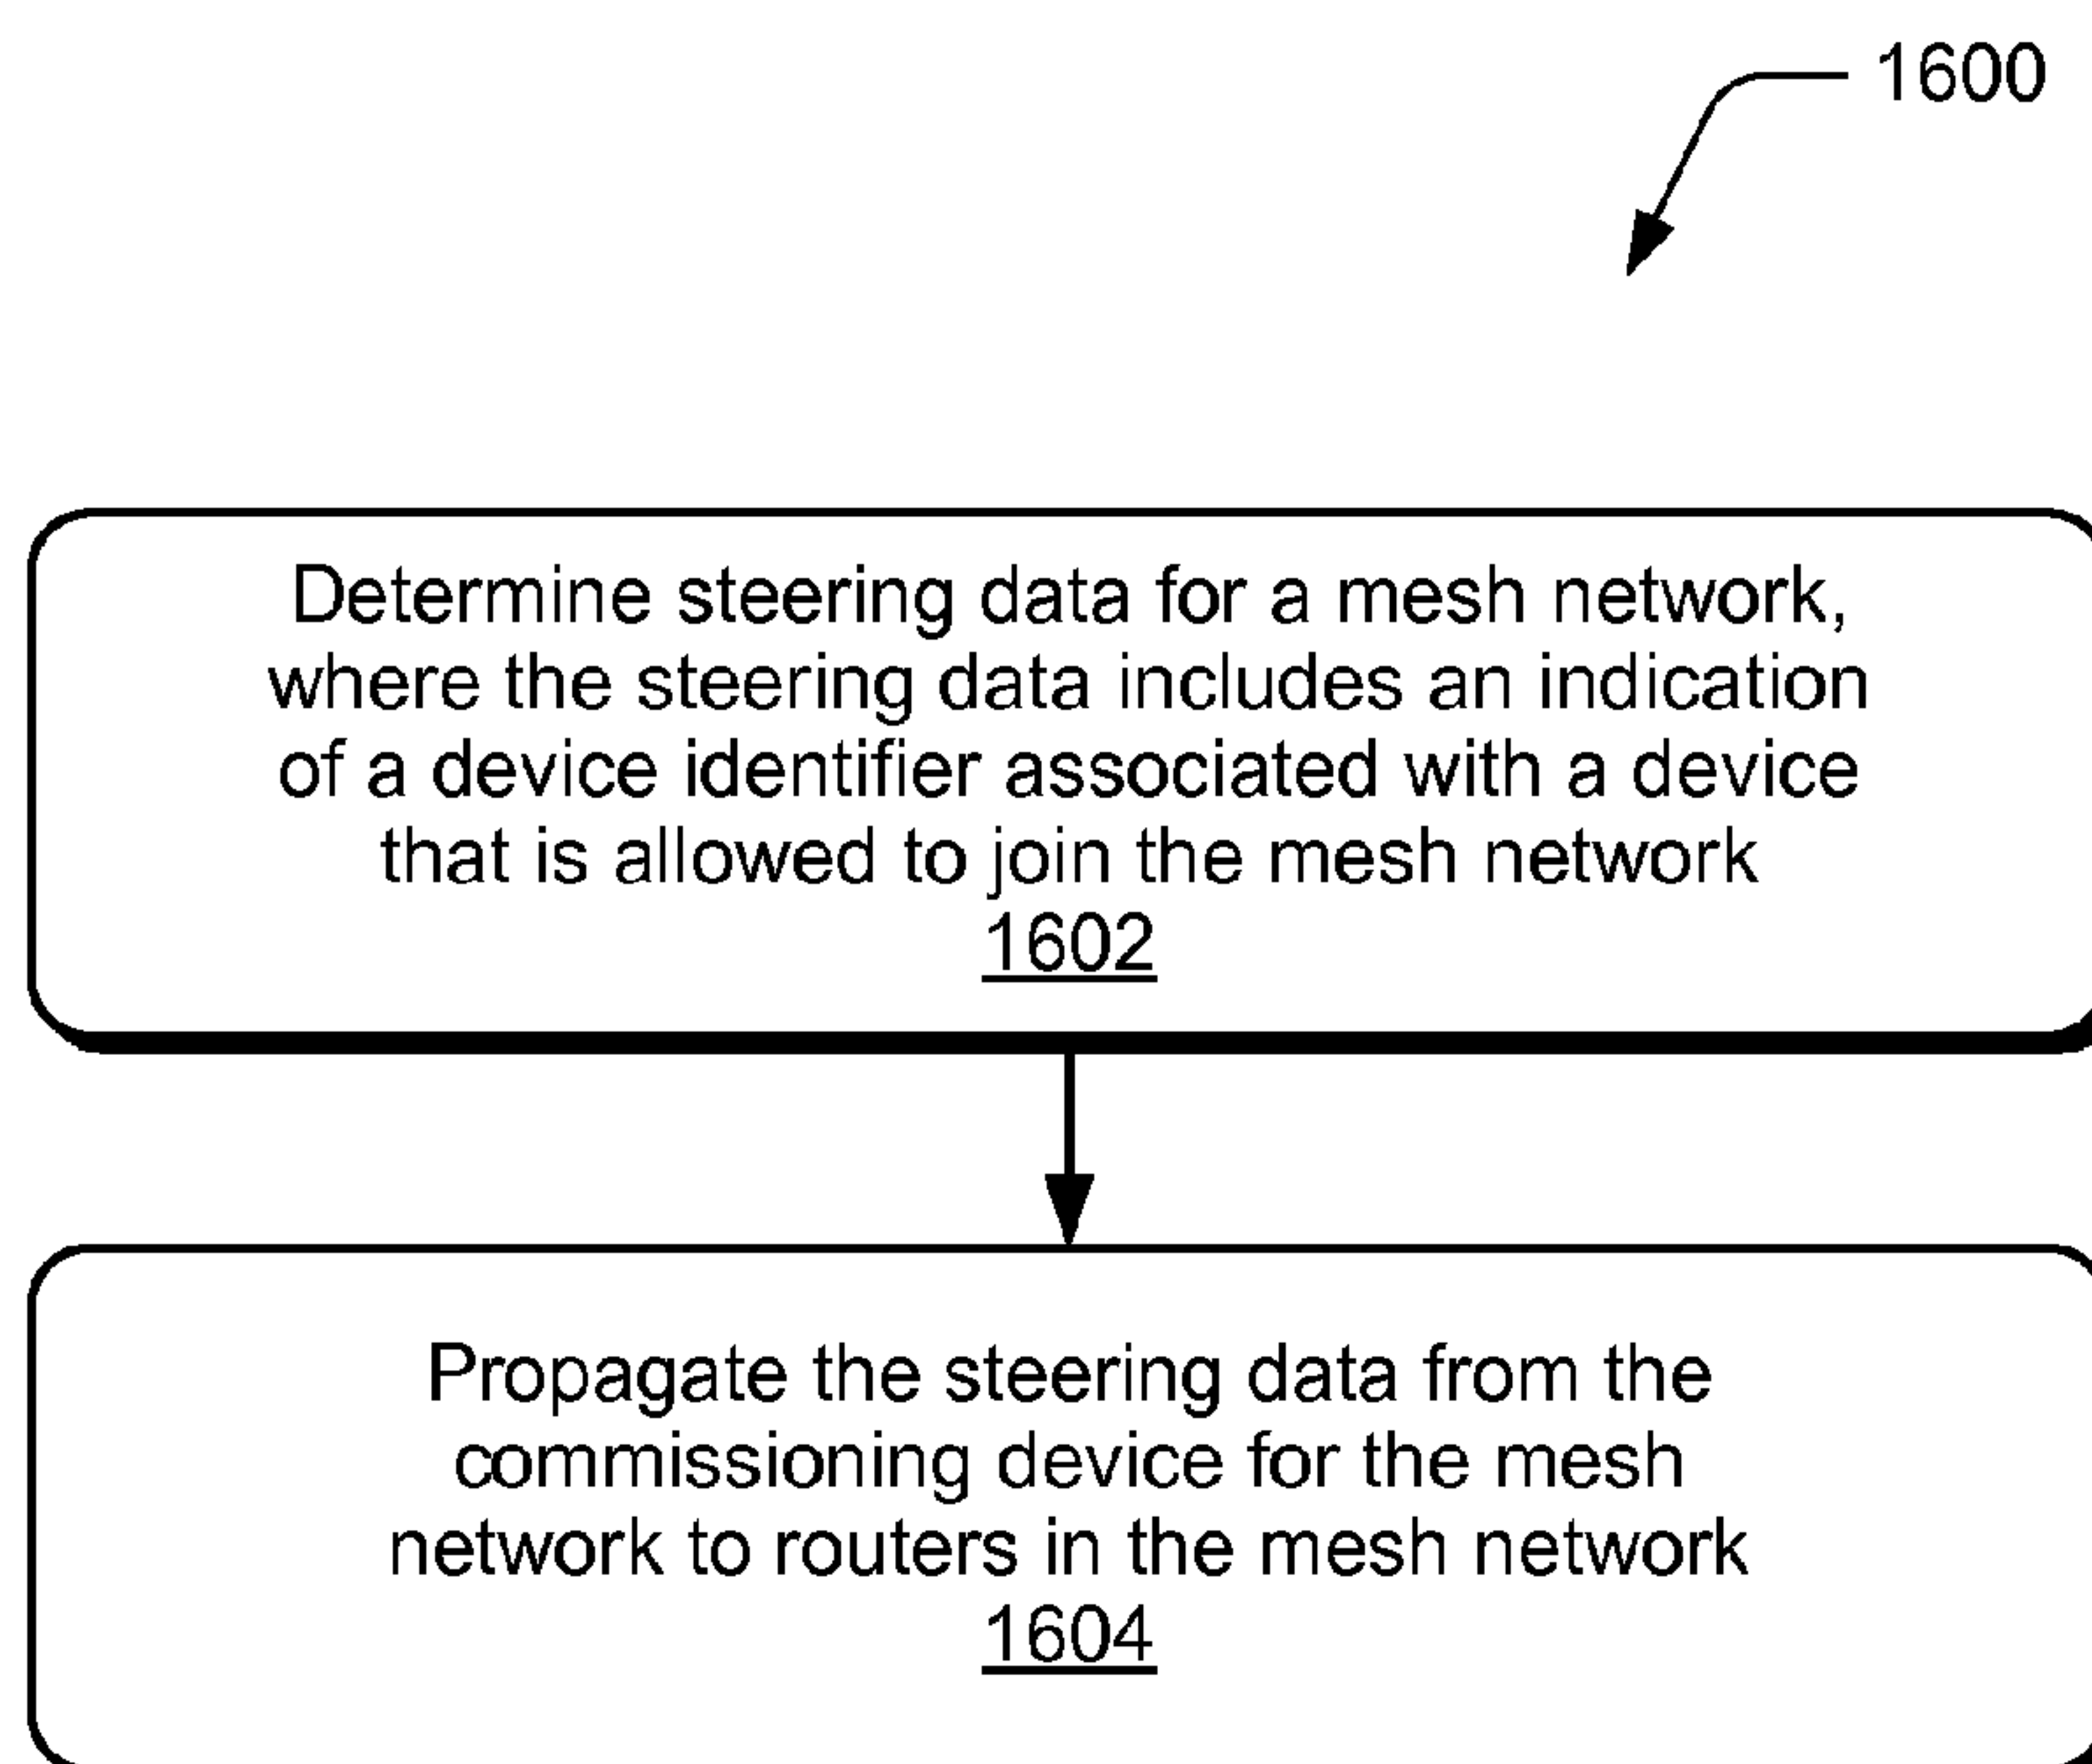 1600
Determine steering data for a mesh network,
where the steering data includes an indication
of a device identifier associated with a device
that is allowed to join the mesh network
1602
Propagate the steering data from the
commissioning device for the mesh
network to routers in the mesh network
1604